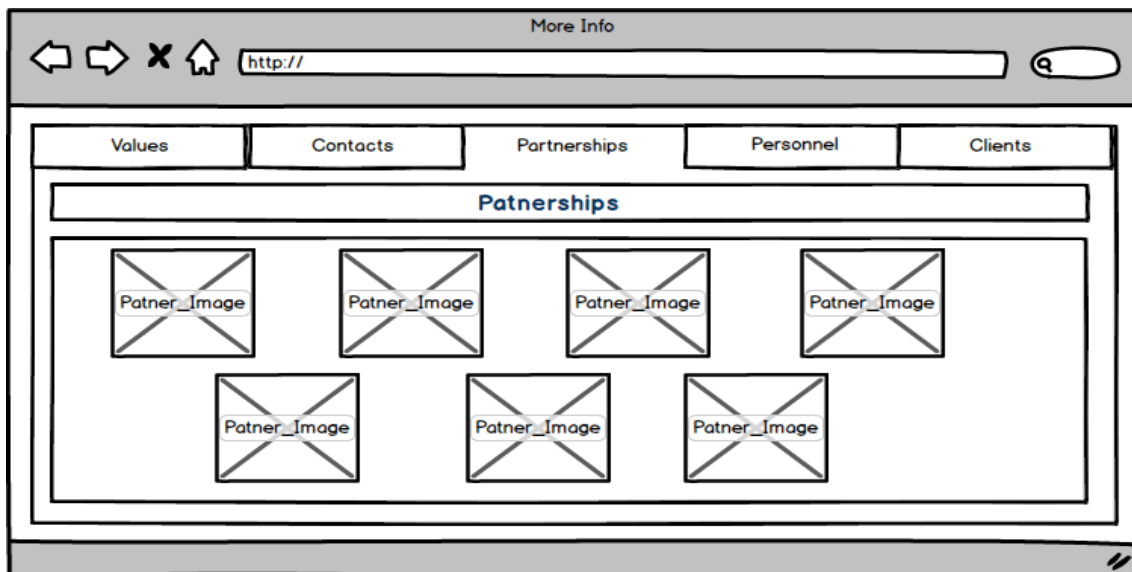 More Info
http://
Values Contacts Partnerships Personnel Clients
Patnerships
Patner_Image Patner_Image Patner_Image Patner_Image
Patner_Image Patner_Image Patner_Image